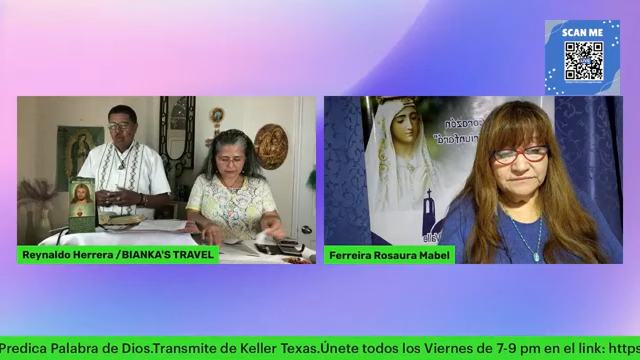 SCAN ME
Reynaldo Herrera /BIANKA'S TRAVEL
Ferreira Rosaura Mabel
Predica Palabra de Dios.Transmite de Keller Texas.Únete todos los Viernes de 7-9 pm en el link: https